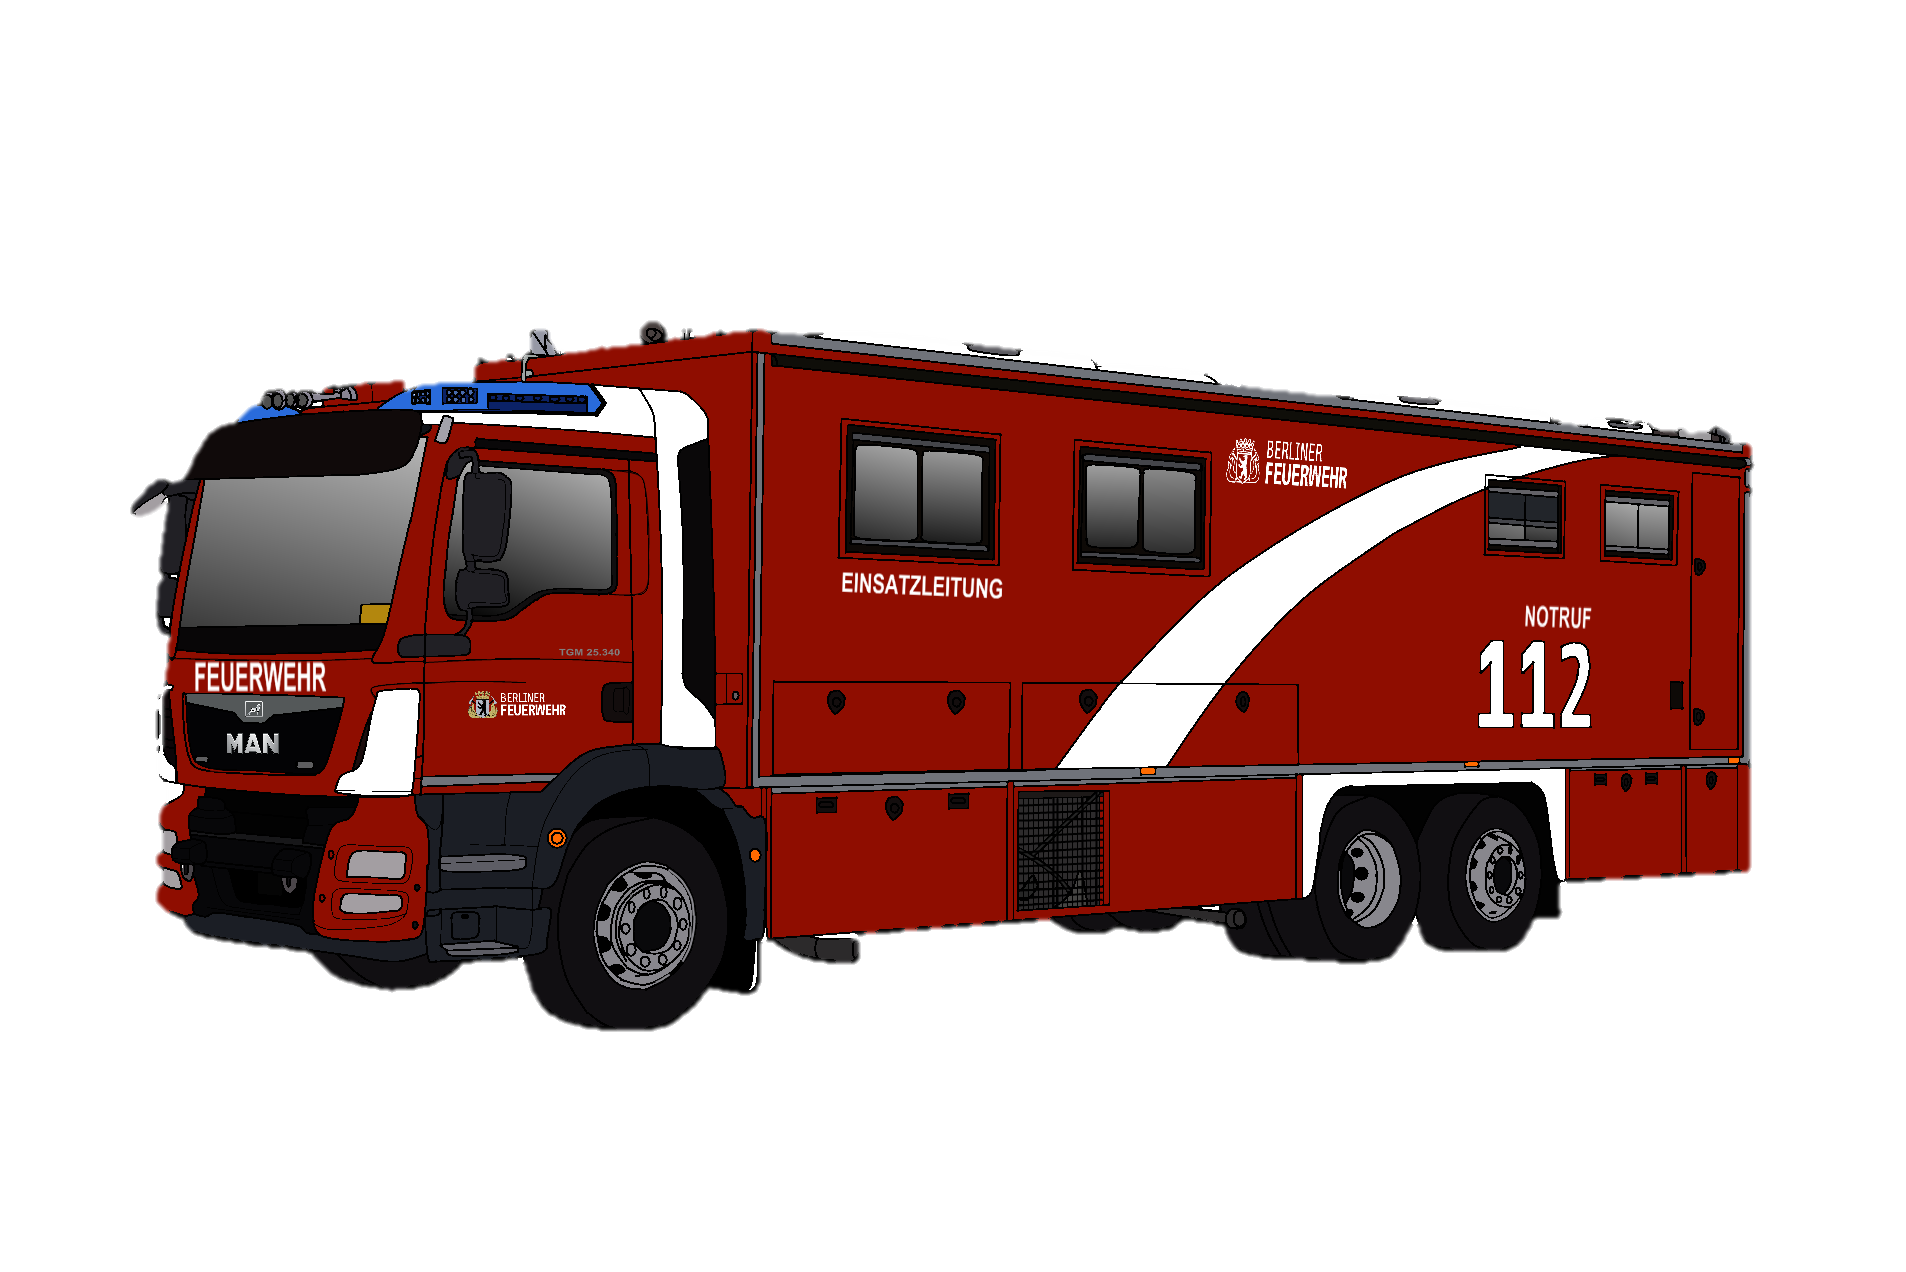 FEUERWEHR
MAN
TGM 25.340
BERLINER
FEUERWEHR
EINSATZLEITUNG
BERLINER
FEUERWEHR
NOTRUF
112